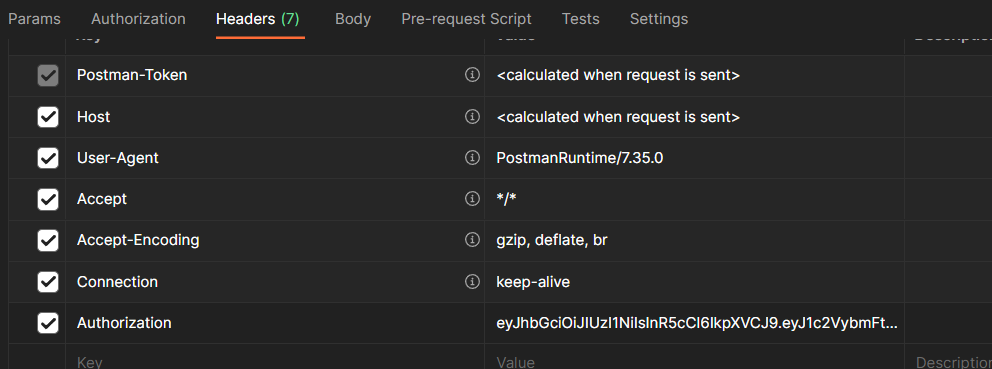 Params Authorization Headers (7) Body Pre-request Script Tests Settings
Key Value Description
Postman-Token <calculated when request is sent>
Host <calculated when request is sent>
User-Agent PostmanRuntime/7.35.0
Accept */*
Accept-Encoding gzip, deflate, br
Connection keep-alive
Authorization eyJhbGciOiJIUzI1NiIsInR5cCI6IkpXVCJ9.eyJ1c2VybmFt...
Key Value Description